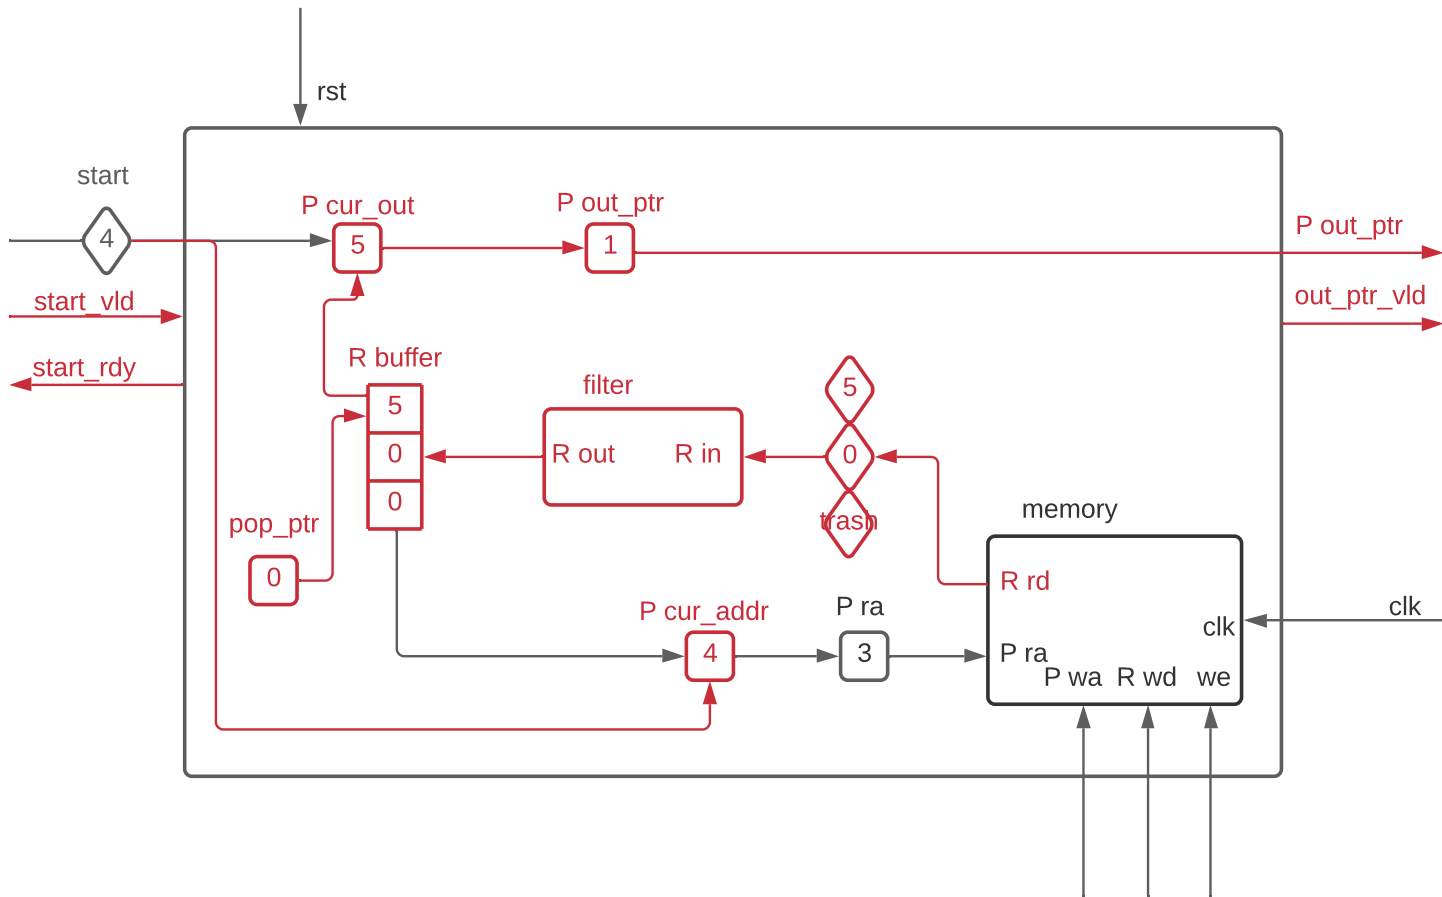 rst
start
4
P cur_out
5
P out_ptr
1
P out_ptr
start_vld
out_ptr_vld
start_rdy
R buffer
5
0
0
filter
R out
R in
5
0
trash
pop_ptr
0
memory
R rd
clk
P ra
P wa
R wd
we
clk
P cur_addr
4
P ra
3